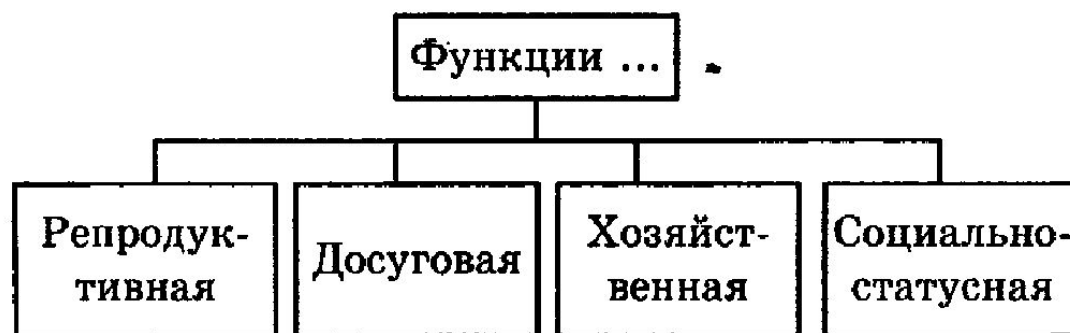 Функции ...
Репродук-
тивная
Досуговая
Хозяйст-
венная
Социально-
статусная